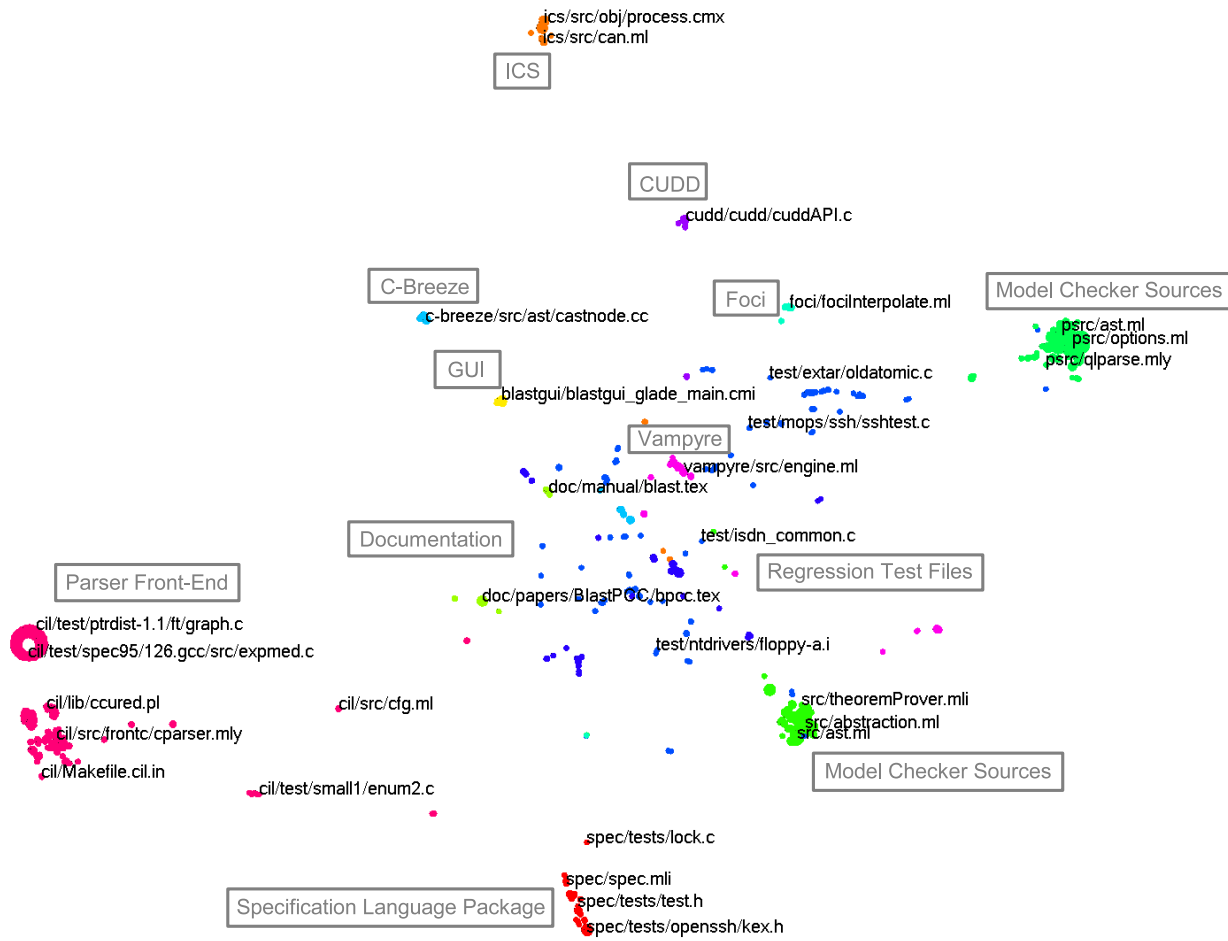 ics/src/obj/process.cmx
ics/src/can.ml
ICS
CUDD
cudd/cudd/cuddAPI.c
C-Breeze
Foci
Model Checker Sources
c-breeze/src/ast/castnode.cc
foci/fociInterpolate.ml
psrc/ast.ml
psrc/options.ml
psrc/qlparse.mly
GUI
test/extar/oldatomic.c
blastgui/blastgui_glade_main.cmi
test/mops/ssh/sshtest.c
Vampyre
vampyre/src/engine.ml
doc/manual/blast.tex
Documentation
test/isdn_common.c
Parser Front-End
Regression Test Files
doc/papers/BlastPCC/bpcc.tex
cil/test/ptrdist-1.1/ft/graph.c
cil/test/spec95/126.gcc/src/expmed.c
test/ntdrivers/floppy-a.i
cil/lib/ccured.pl
cil/src/cfg.ml
src/theoremProver.mli
src/abstraction.ml
cil/src/frontc/cparser.mly
src/ast.ml
cil/Makefile.cil.in
Model Checker Sources
cil/test/small1/enum2.c
spec/tests/lock.c
spec/spec.mli
spec/tests/test.h
Specification Language Package
spec/tests/openssh/kex.h